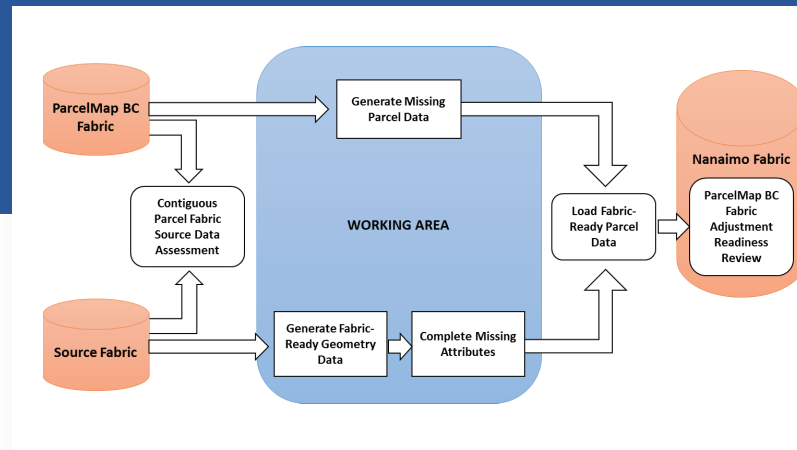 ParcelMap BC
Fabric
Generate Missing
Parcel Data
Nanaimo Fabric
Contiguous
Parcel Fabric
Source Data
Assessment
WORKING AREA
Load Fabric-
Ready Parcel
Data
ParcelMap BC
Fabric
Adjustment
Readiness
Review
Source Fabric
Generate Fabric-
Ready Geometry
Data
Complete Missing
Attributes